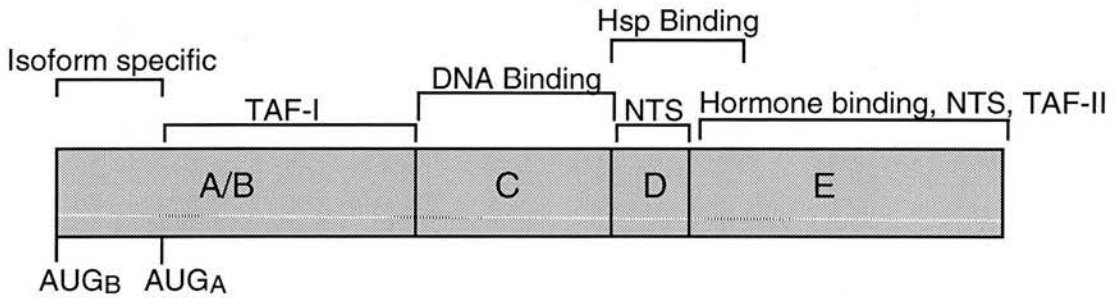 Hsp Binding
Isoform specific
DNA Binding
TAF-I
NTS
Hormone binding, NTS, TAF-II
A/B
C
D
E
AUGB
AUGA